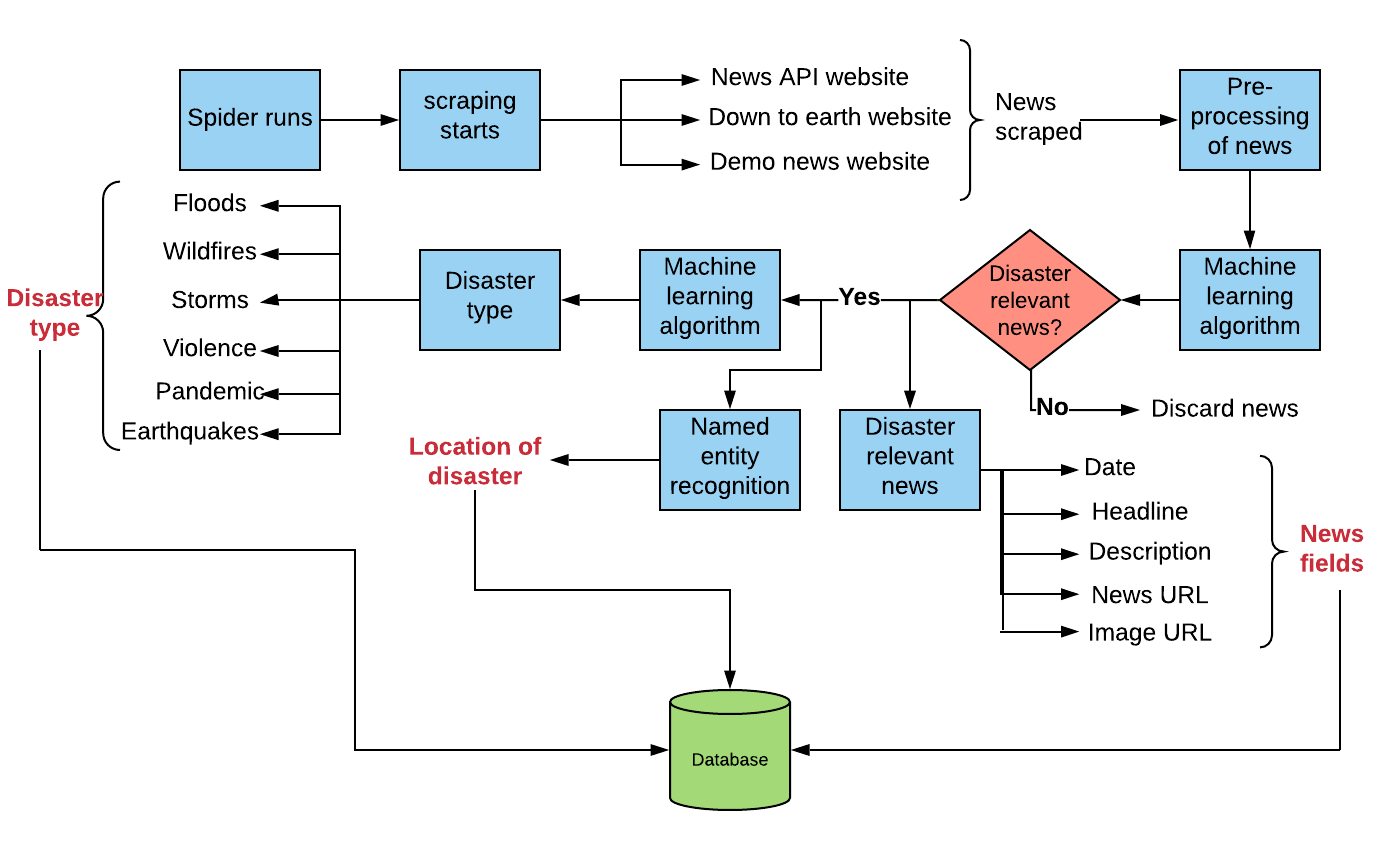 Spider runs
scraping
starts
News API website
Down to earth website
Demo news website
News
scraped
Pre-
processing
of news
Floods
Wildfires
Storms
Violence
Pandemic
Earthquakes
Disaster
type
Disaster
type
Machine
learning
algorithm
Yes
Disaster
relevant
news?
Machine
learning
algorithm
No
Discard news
Location of
disaster
Named
entity
recognition
Disaster
relevant
news
Date
Headline
Description
News URL
Image URL
News
fields
Database